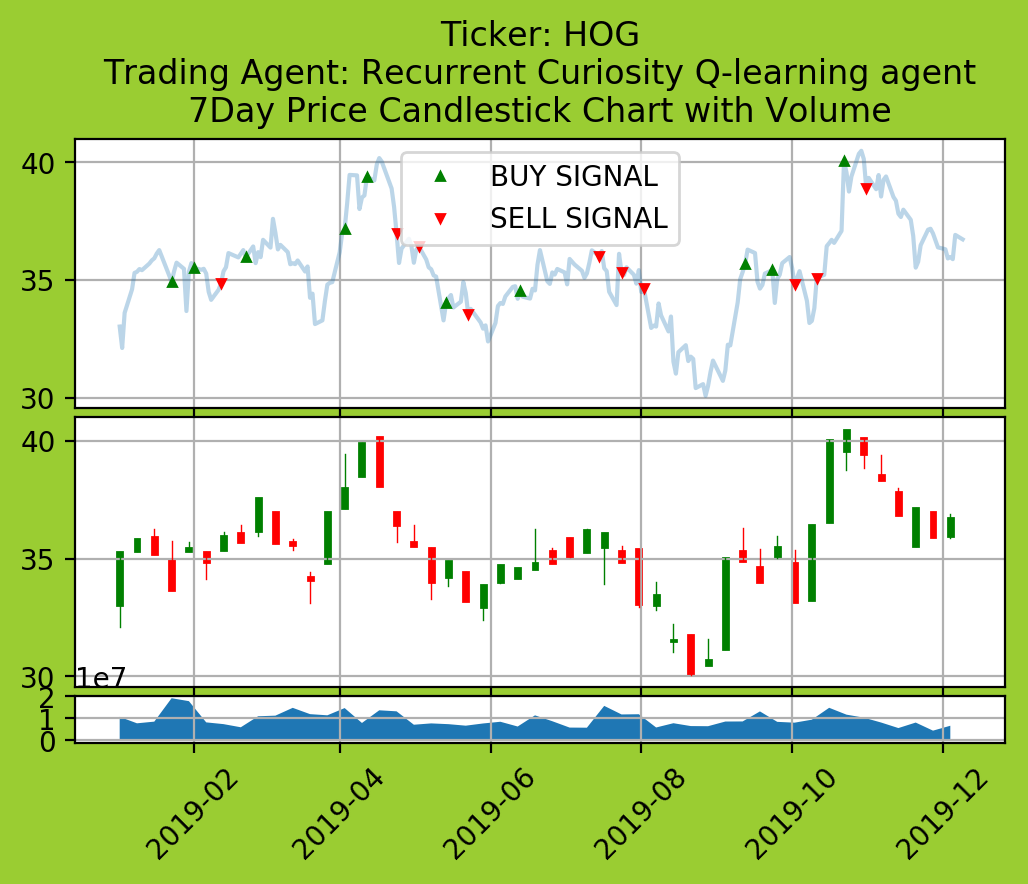 Ticker: HOG
Trading Agent: Recurrent Curiosity Q-learning agent
7Day Price Candlestick Chart with Volume
40
35
30
BUY SIGNAL
SELL SIGNAL
40
35
30
1e7
2
1
0
2019-02
2019-04
2019-06
2019-08
2019-10
2019-12